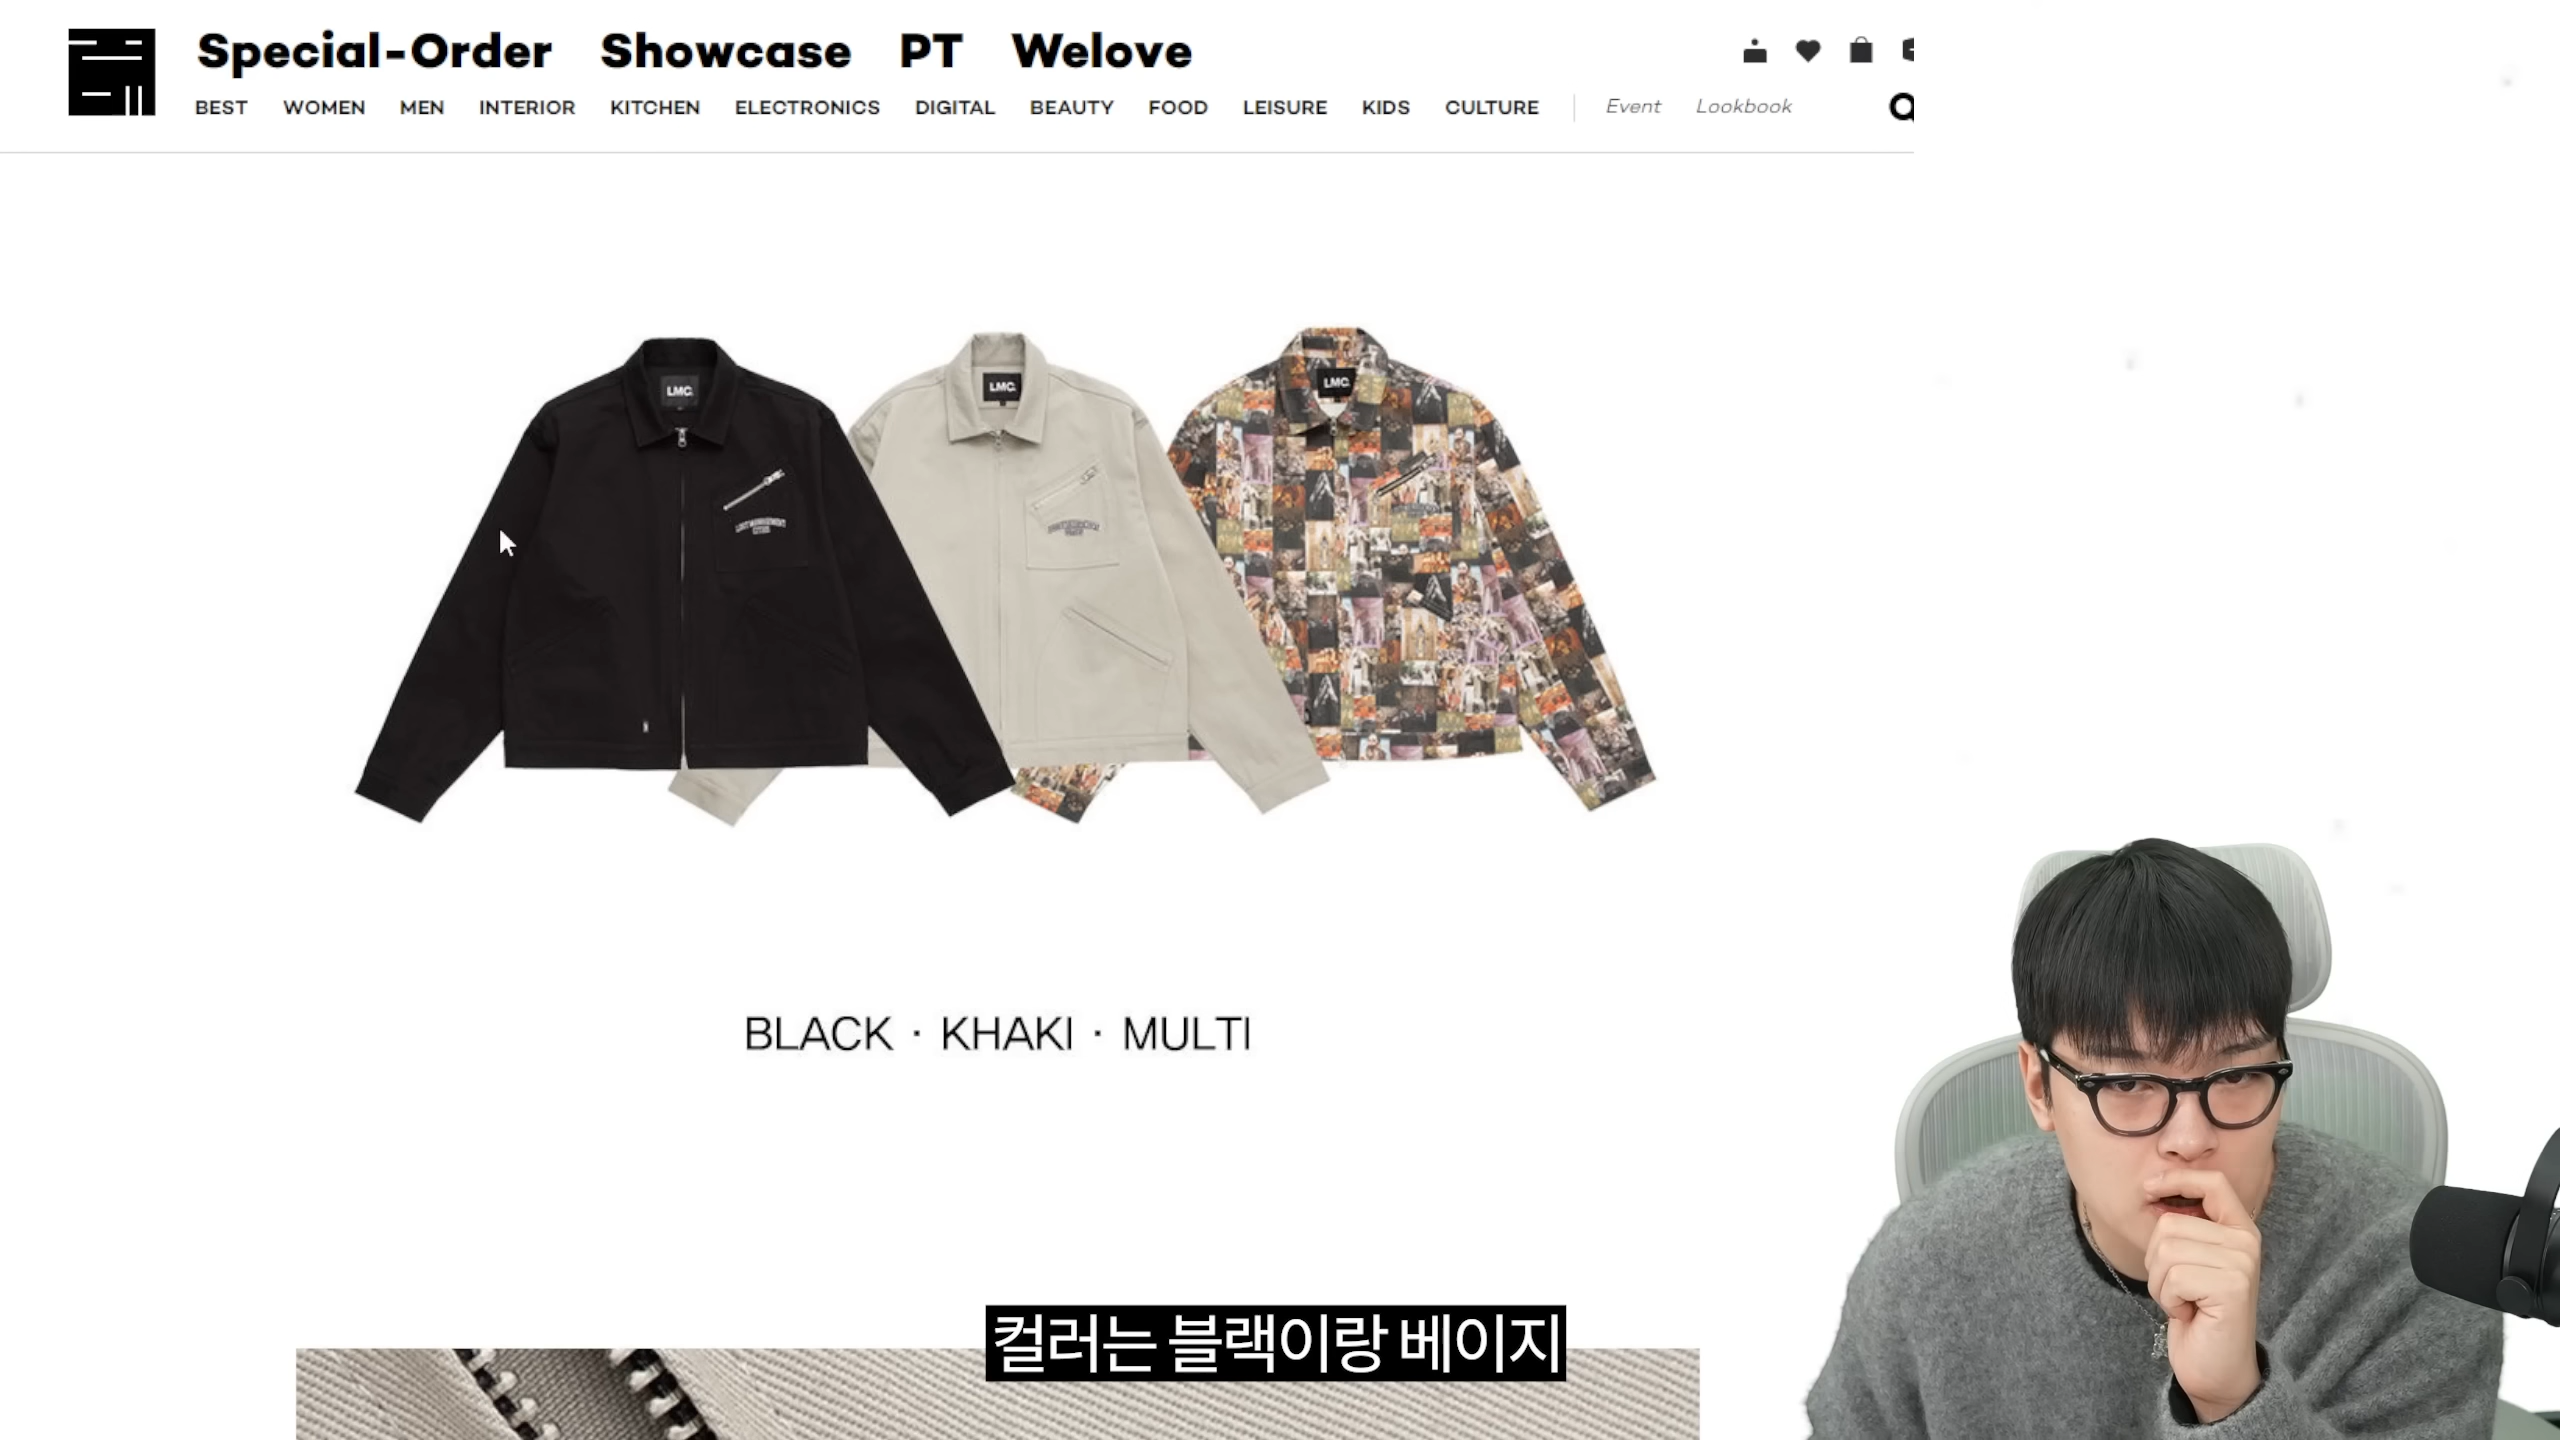 Special-Order Showcase PT Welove
BEST WOMEN MEN INTERIOR KITCHEN ELECTRONICS DIGITAL BEAUTY FOOD LEISURE KIDS CULTURE Event Lookbook
LMC. LMC. LMC.
BLACK · KHAKI · MULTI
컬러는 블랙이랑 베이지